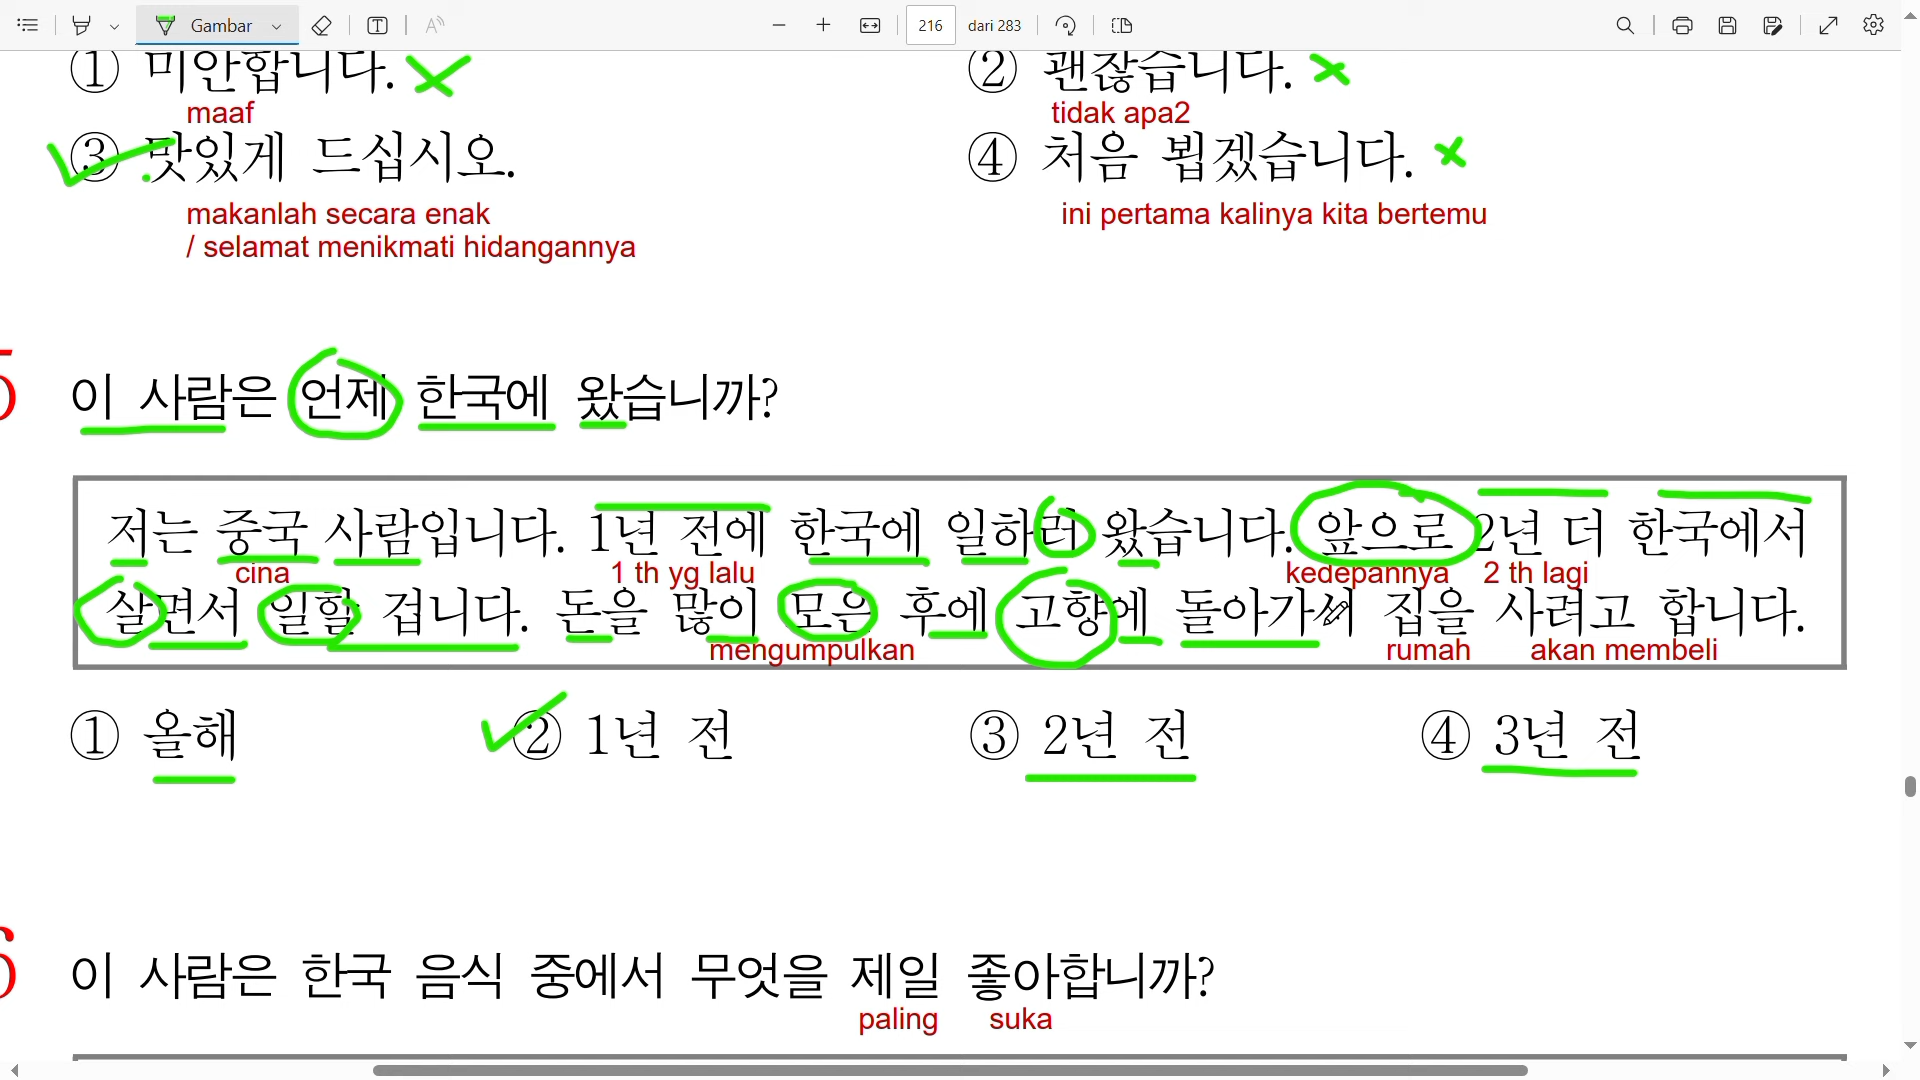 Gambar
216 dari 283
① 미안합니다. ② 괜찮습니다.
maaf tidak apa2
③ 맛있게 드십시오. ④ 처음 뵙겠습니다.
makanlah secara enak ini pertama kalinya kita bertemu
/ selamat menikmati hidangannya
이 사람은 언제 한국에 왔습니까?
저는 중국 사람입니다. 1년 전에 한국에 일하러 왔습니다. 앞으로 2년 더 한국에서
cina 1 th yg lalu kedepannya 2 th lagi
살면서 일할 겁니다. 돈을 많이 모은 후에 고향에 돌아가서 집을 사려고 합니다.
mengumpulkan rumah akan membeli
① 올해 ② 1년 전 ③ 2년 전 ④ 3년 전
6 이 사람은 한국 음식 중에서 무엇을 제일 좋아합니까?
paling suka